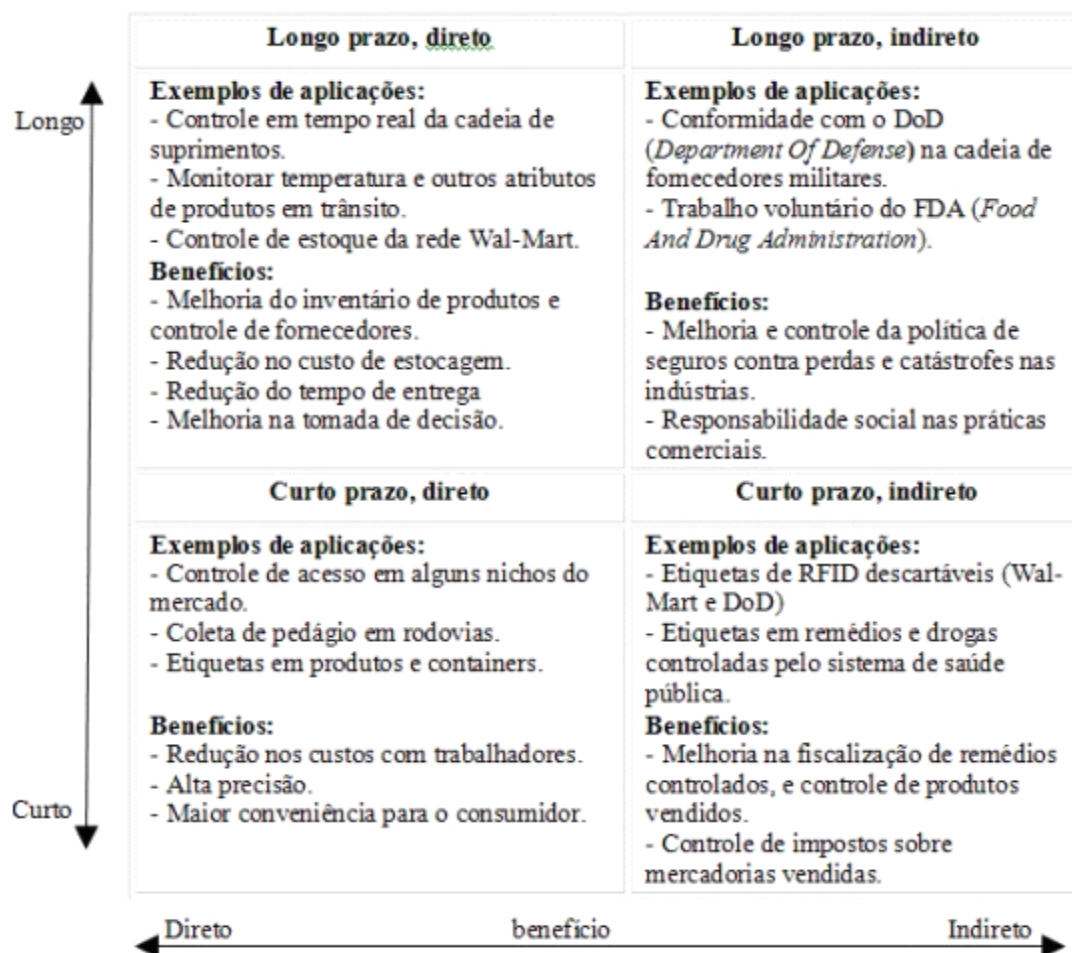 Longo prazo, direto
Longo prazo, indireto
Longo
Exemplos de aplicações:
- Controle em tempo real da cadeia de
suprimentos.
- Monitorar temperatura e outros atributos
de produtos em trânsito.
- Controle de estoque da rede Wal-Mart.
Benefícios:
- Melhoria do inventário de produtos e
controle de fornecedores.
- Redução no custo de estocagem.
- Redução do tempo de entrega
- Melhoria na tomada de decisão.
Exemplos de aplicações:
- Conformidade com o DoD
(Department Of Defense) na cadeia de
fornecedores militares.
- Trabalho voluntário do FDA (Food
And Drug Administration).
Benefícios:
- Melhoria e controle da política de
seguros contra perdas e catástrofes nas
indústrias.
- Responsabilidade social nas práticas
comerciais.
Curto prazo, direto
Curto prazo, indireto
Exemplos de aplicações:
- Controle de acesso em alguns nichos do
mercado.
- Coleta de pedágio em rodovias.
- Etiquetas em produtos e containers.
Benefícios:
- Redução nos custos com trabalhadores.
- Alta precisão.
- Maior conveniência para o consumidor.
Exemplos de aplicações:
- Etiquetas de RFID descartáveis (Wal-
Mart e DoD)
- Etiquetas em remédios e drogas
controladas pelo sistema de saúde
pública.
Benefícios:
- Melhoria na fiscalização de remédios
controlados, e controle de produtos
vendidos.
- Controle de impostos sobre
mercadorias vendidas.
Curto
Direto
benefício
Indireto